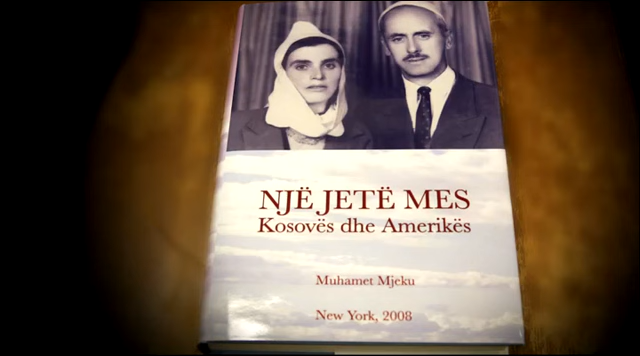 NJË JETË MES
Kosovës dhe Amerikës
Muhamet Mjeku
New York, 2008